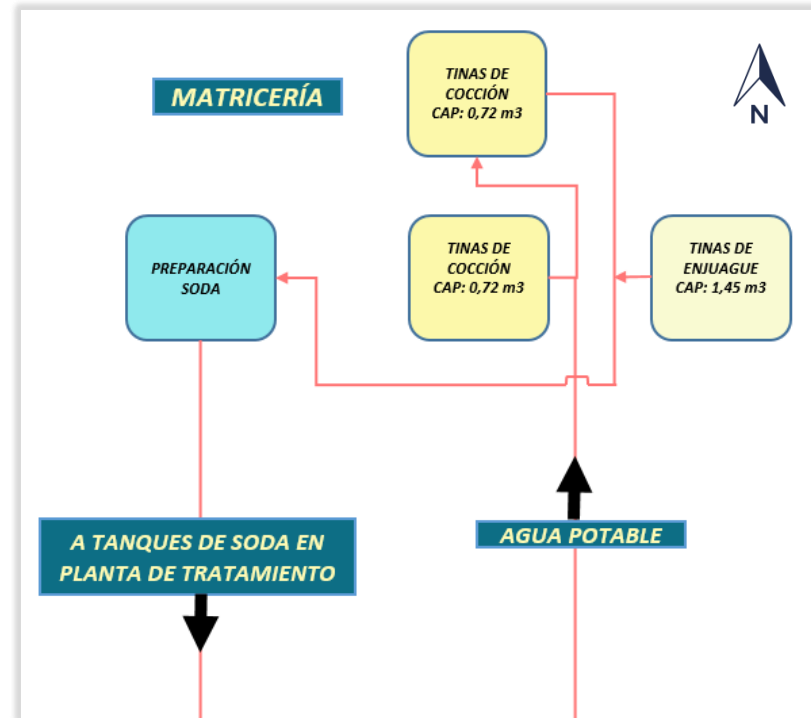 MATRICERÍA
TINAS DE
COCCIÓN
CAP: 0,72 m3
N
PREPARACIÓN
SODA
TINAS DE
COCCIÓN
CAP: 0,72 m3
TINAS DE
ENJUAGUE
CAP: 1,45 m3
A TANQUES DE SODA EN
PLANTA DE TRATAMIENTO
AGUA POTABLE